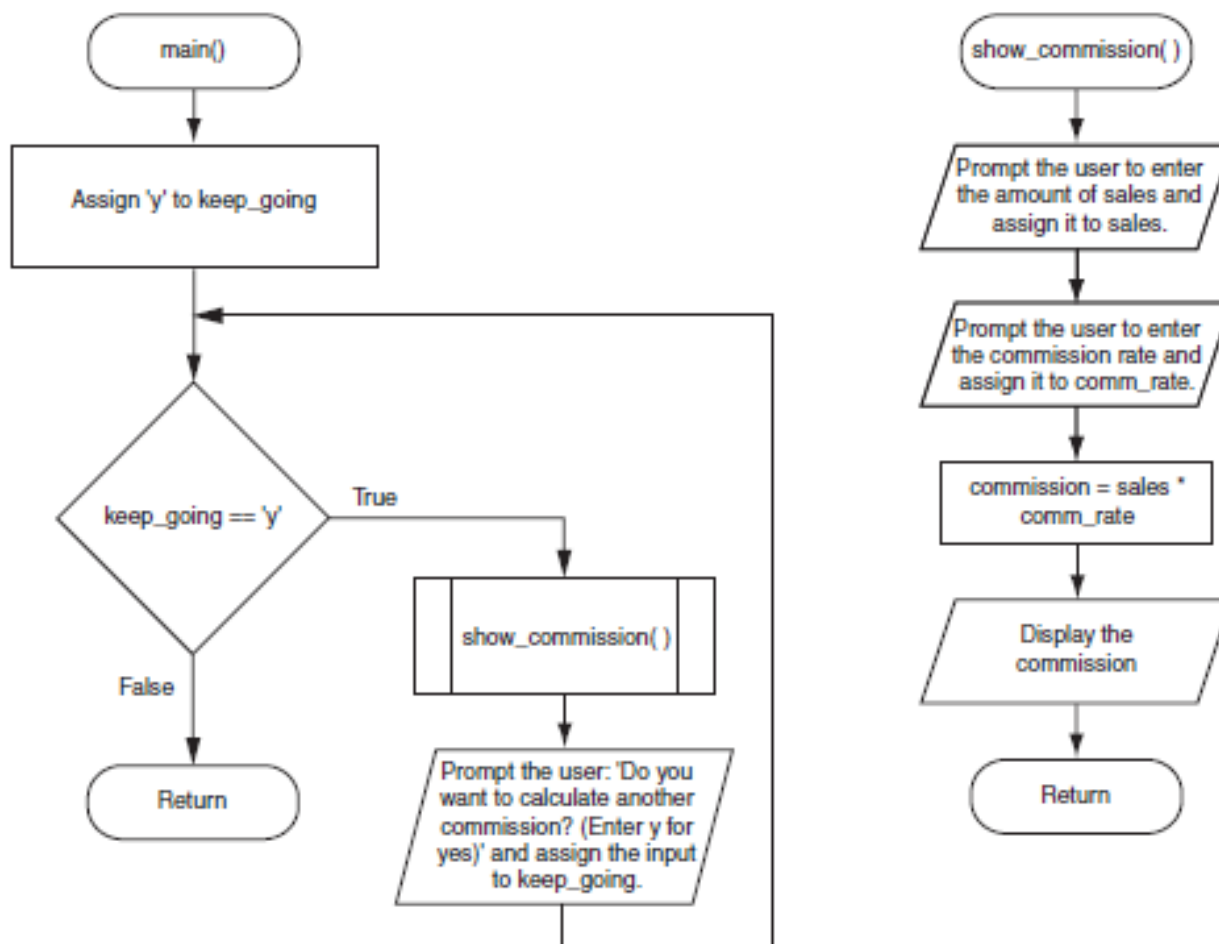 main()
Assign 'y' to keep_going
keep_going == 'y'
True
False
show_commission( )
Prompt the user: 'Do you
want to calculate another
commission? (Enter y for
yes)' and assign the input
to keep_going.
Return
show_commission( )
Prompt the user to enter
the amount of sales and
assign it to sales.
Prompt the user to enter
the commission rate and
assign it to comm_rate.
commission = sales *
comm_rate
Display the
commission
Return